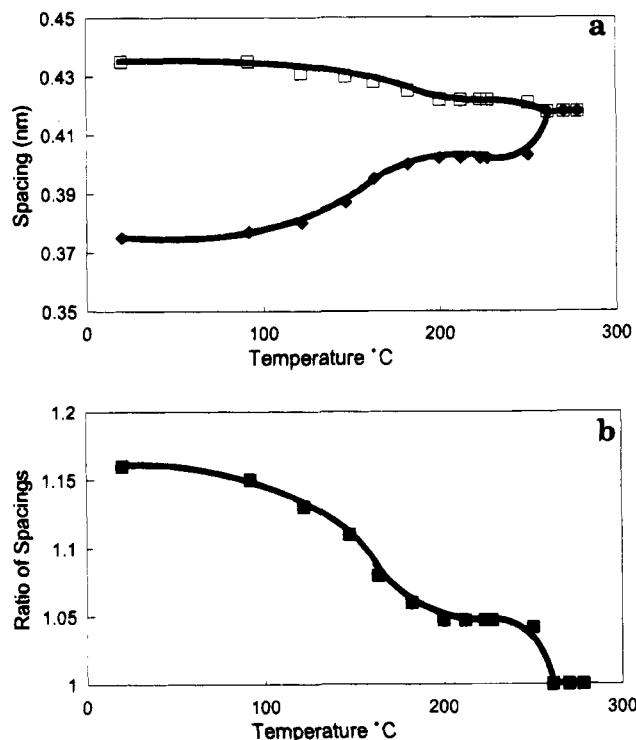 a
0.45
0.43
0.41
0.39
0.37
0.35
Spacing (nm)
0 100 200 300
Temperature ˚C
b
1.2
1.15
1.1
1.05
1
Ratio of Spacings
0 100 200 300
Temperature ˚C